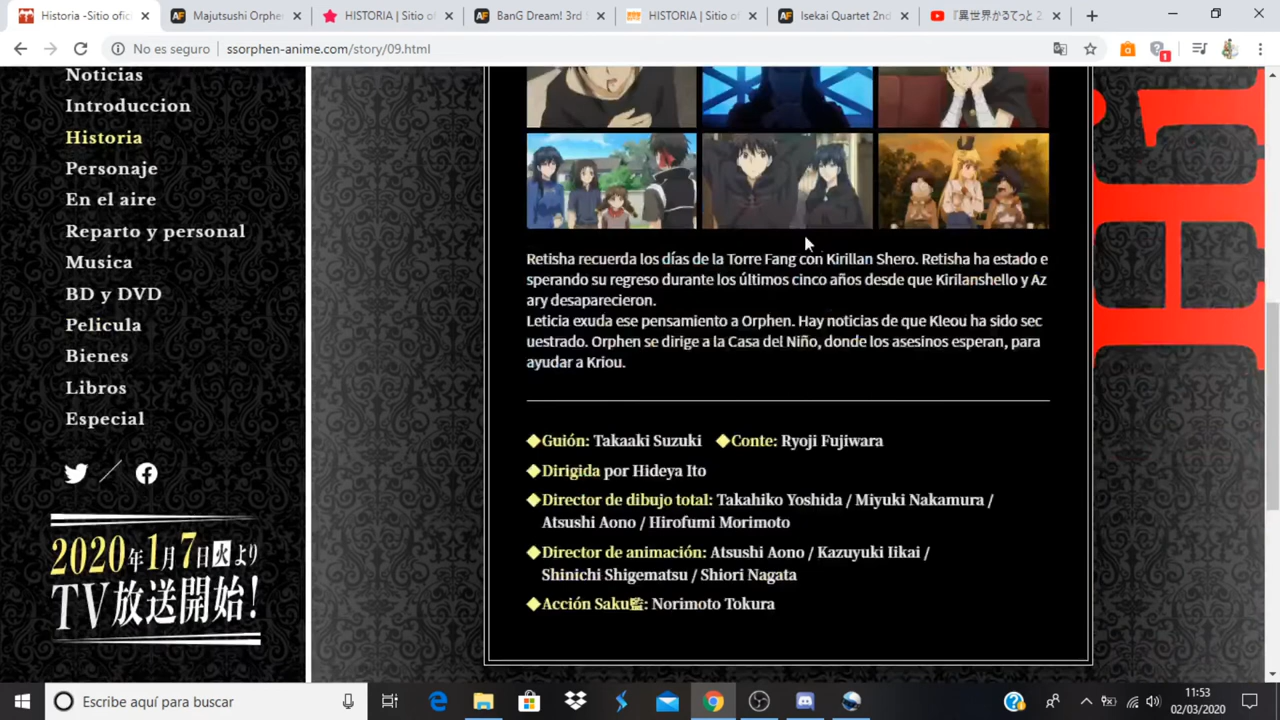 Historia -Sitio ofic
Majutsushi Orphe
HISTORIA | Sitio of
BanG Dream! 3rd
HISTORIA | Sitio of
Isekai Quartet 2nd
『異世界かるてっと 2
No es seguro
ssorphen-anime.com/story/09.html
Noticias
Introduccion
Historia
Personaje
En el aire
Reparto y personal
Musica
BD y DVD
Pelicula
Bienes
Libros
Especial
2020年1月7日火より
TV放送開始!
Retisha recuerda los días de la Torre Fang con Kirillan Shero. Retisha ha estado e
sperando su regreso durante los últimos cinco años desde que Kirilanshello y Az
ary desaparecieron.
Leticia exuda ese pensamiento a Orphen. Hay noticias de que Kleou ha sido sec
uestrado. Orphen se dirige a la Casa del Niño, donde los asesinos esperan, para
ayudar a Kriou.
◆Guión: Takaaki Suzuki ◆Conte: Ryoji Fujiwara
◆Dirigida por Hideya Ito
◆Director de dibujo total: Takahiko Yoshida / Miyuki Nakamura /
Atsushi Aono / Hirofumi Morimoto
◆Director de animación: Atsushi Aono / Kazuyuki Iikai /
Shinichi Shigematsu / Shiori Nagata
◆Acción Saku監: Norimoto Tokura
Escribe aquí para buscar
11:53
02/03/2020